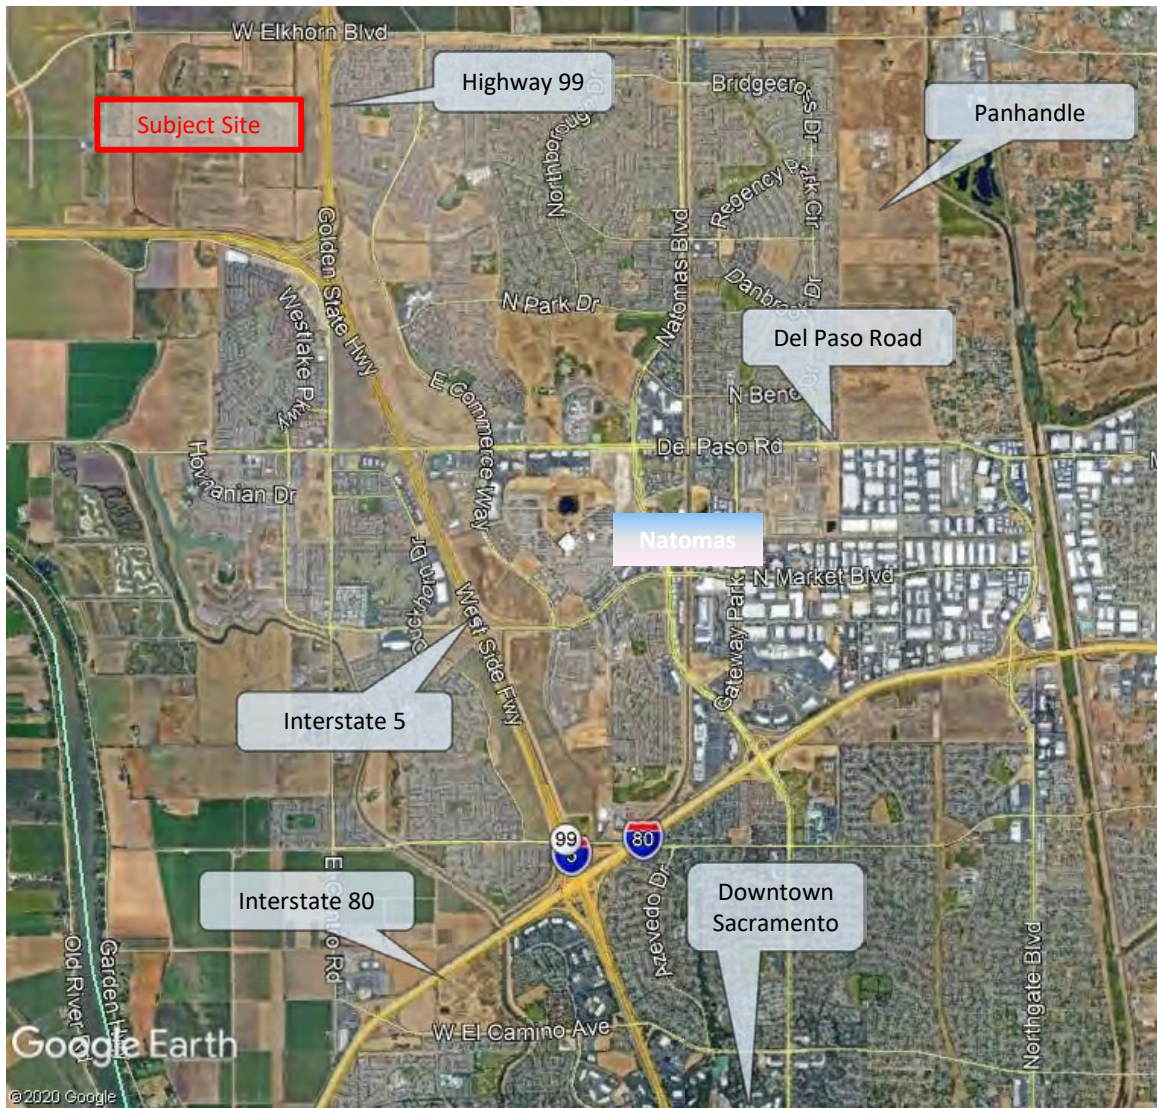 W Elkhorn Blvd
Highway 99
Bridgecross Dr
Subject Site
Panhandle
Northborough Dr
Regency Park Cir
Golden State Hwy
Natomas Blvd
Danbrook Dr
N Park Dr
Westlake Pkwy
Del Paso Road
E Commerce Way
N Bend Dr
Del Paso Rd
Hovnanian Dr
Natomas
N Market Blvd
Duckhorn Dr
West Side Fwy
Gateway Park
Interstate 5
99
5
80
Interstate 80
Downtown
Sacramento
Azevedo Dr
Old River Rd
Garden Hwy
Northgate Blvd
W El Camino Ave
Google Earth
©2020 Google